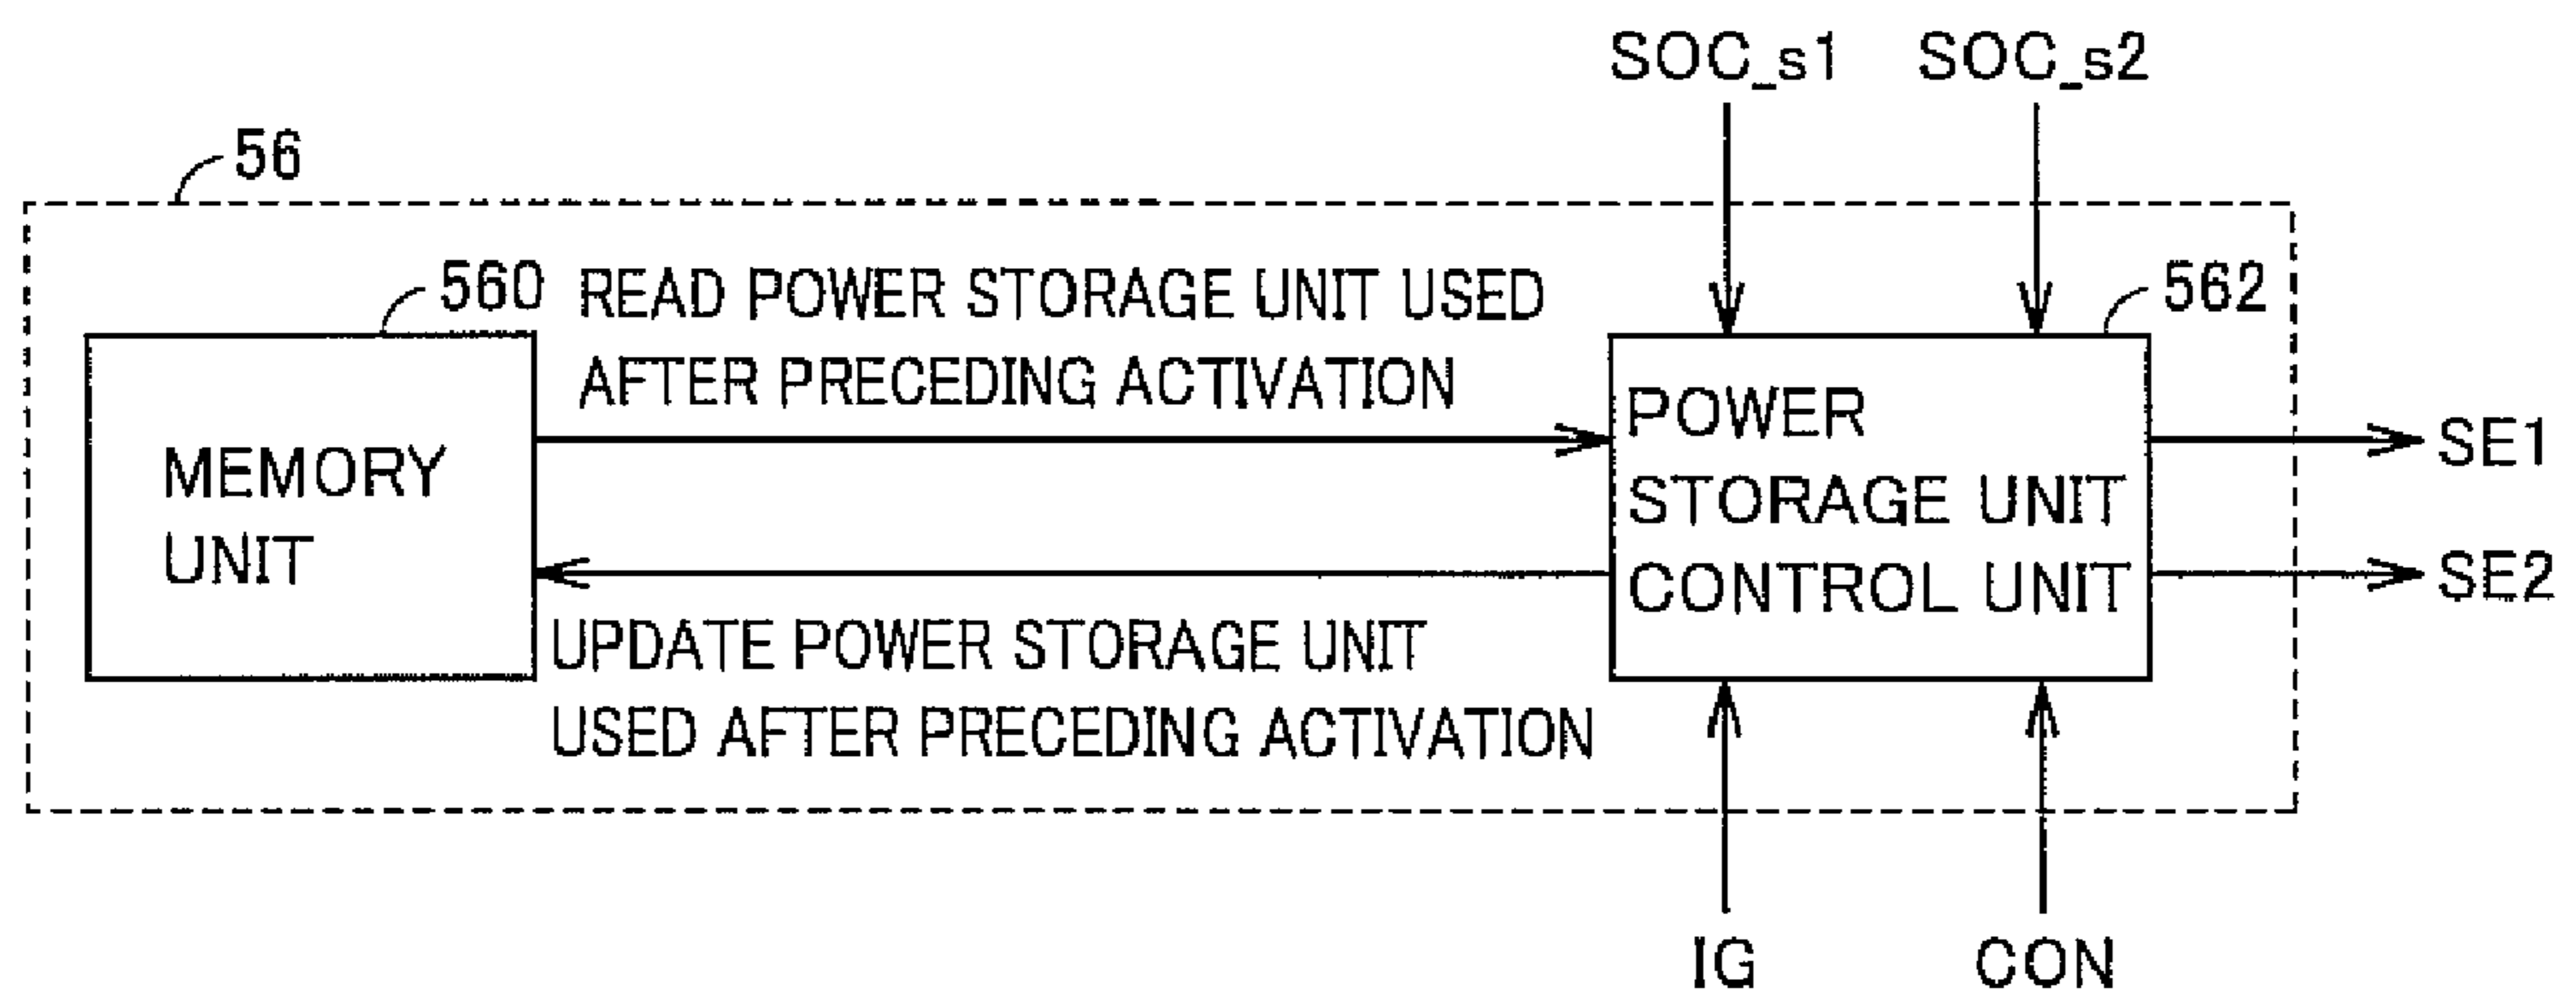 SOC_s1 SOC_s2
56
560
READ POWER STORAGE UNIT USED
AFTER PRECEDING ACTIVATION
562
MEMORY
UNIT
POWER
STORAGE UNIT
CONTROL UNIT
SE1
SE2
UPDATE POWER STORAGE UNIT
USED AFTER PRECEDING ACTIVATION
IG
CON